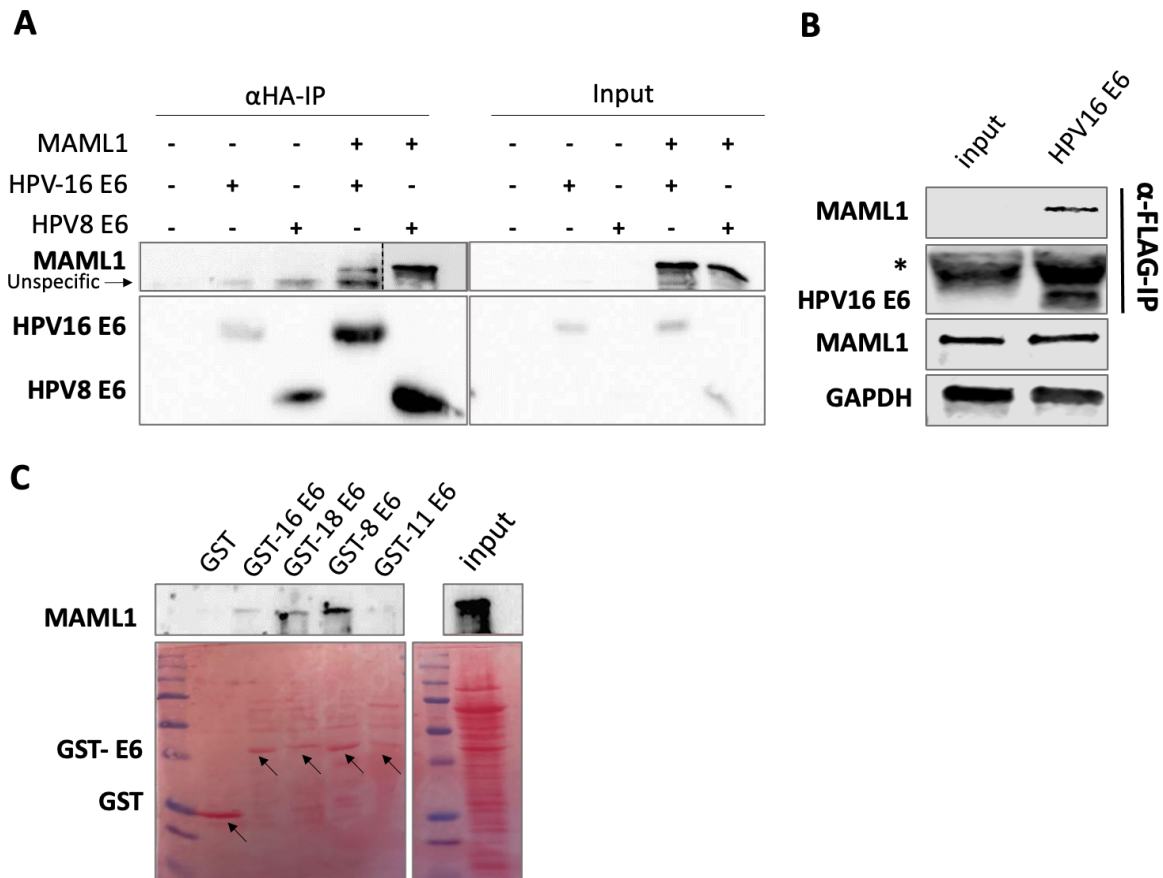 A
αHA-IP Input
MAML1 - - - + + - - - + +
HPV-16 E6 - + - + - - + - + -
HPV8 E6 - - + - + - - + - +
MAML1
Unspecific
HPV16 E6
HPV8 E6
B
input HPV16 E6
MAML1
*
HPV16 E6
MAML1
GAPDH
α-FLAG-IP
C
GST GST-16 E6 GST-18 E6 GST-8 E6 GST-11 E6 input
MAML1
GST- E6
GST